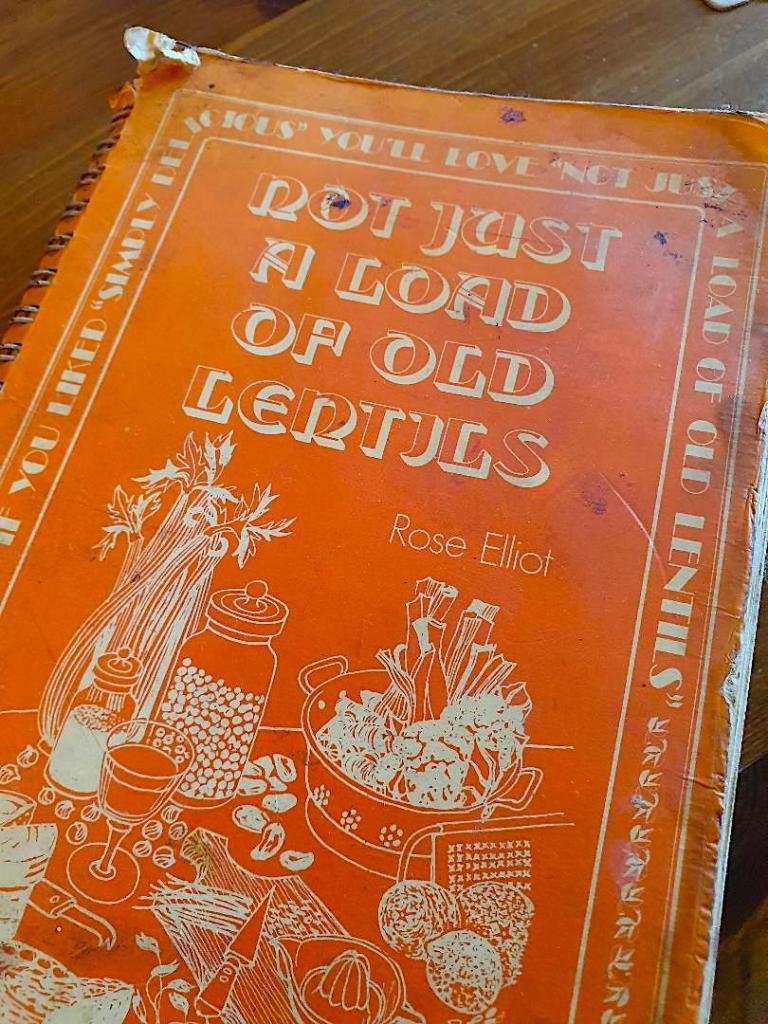 IF YOU LIKED "SIMPLY DELICIOUS" YOU'LL LOVE "NOT JUST A LOAD OF OLD LENTILS"
NOT JUST
A LOAD
OF OLD
LENTILS
Rose Elliot